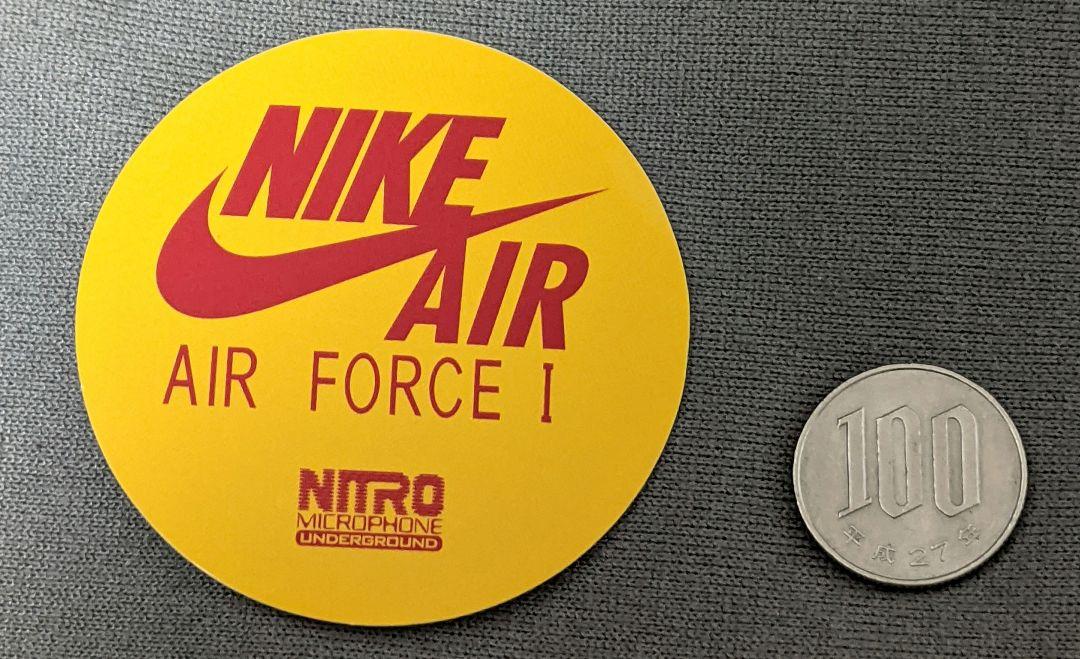 NIKE
AIR
AIR FORCE I
NITRO
MICROPHONE
UNDERGROUND
100
平成27年